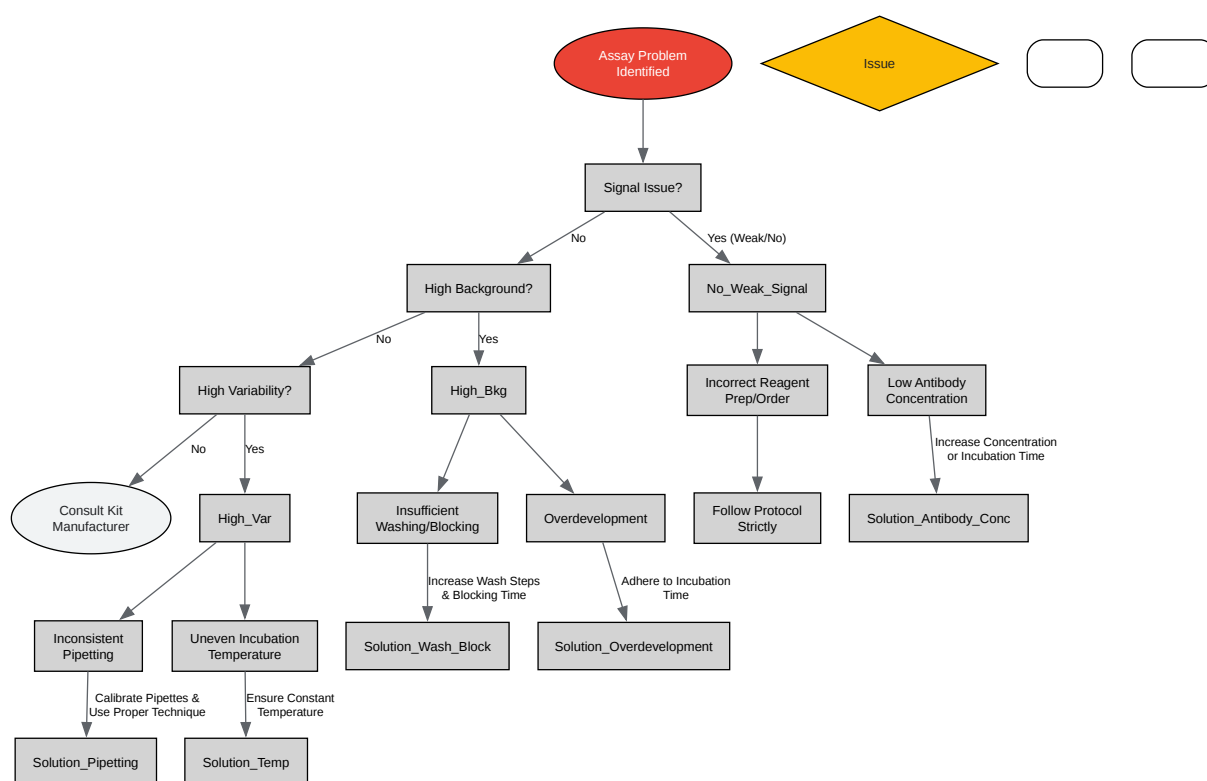 Assay Problem
Identified
Issue
Signal Issue?
No
Yes (Weak/No)
High Background?
No_Weak_Signal
No
Yes
High Variability?
High_Bkg
Incorrect Reagent
Prep/Order
Low Antibody
Concentration
No
Yes
Increase Concentration
or Incubation Time
Consult Kit
Manufacturer
High_Var
Insufficient
Washing/Blocking
Overdevelopment
Follow Protocol
Strictly
Solution_Antibody_Conc
Increase Wash Steps
& Blocking Time
Adhere to Incubation
Time
Inconsistent
Pipetting
Uneven Incubation
Temperature
Solution_Wash_Block
Solution_Overdevelopment
Calibrate Pipettes &
Use Proper Technique
Ensure Constant
Temperature
Solution_Pipetting
Solution_Temp